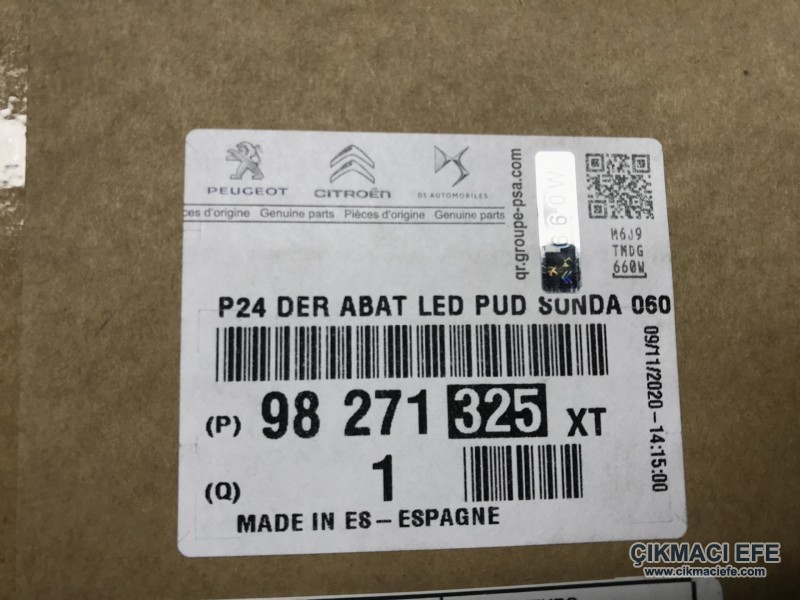 PEUGEOT CITROËN DS AUTOMOBILES
ces d'origine Genuine parts Pièces d'origine Genuine parts
qr.groupe-psa.com
660W
M6J9
TMDG
660W
P24 DER ABAT LED PUD SONDA 060
(P) 98 271 325 XT
09/11/2020-14:15:00
(Q) 1
MADE IN ES-ESPAGNE
ÇIKMACI EFE
www.cikmaciefe.com